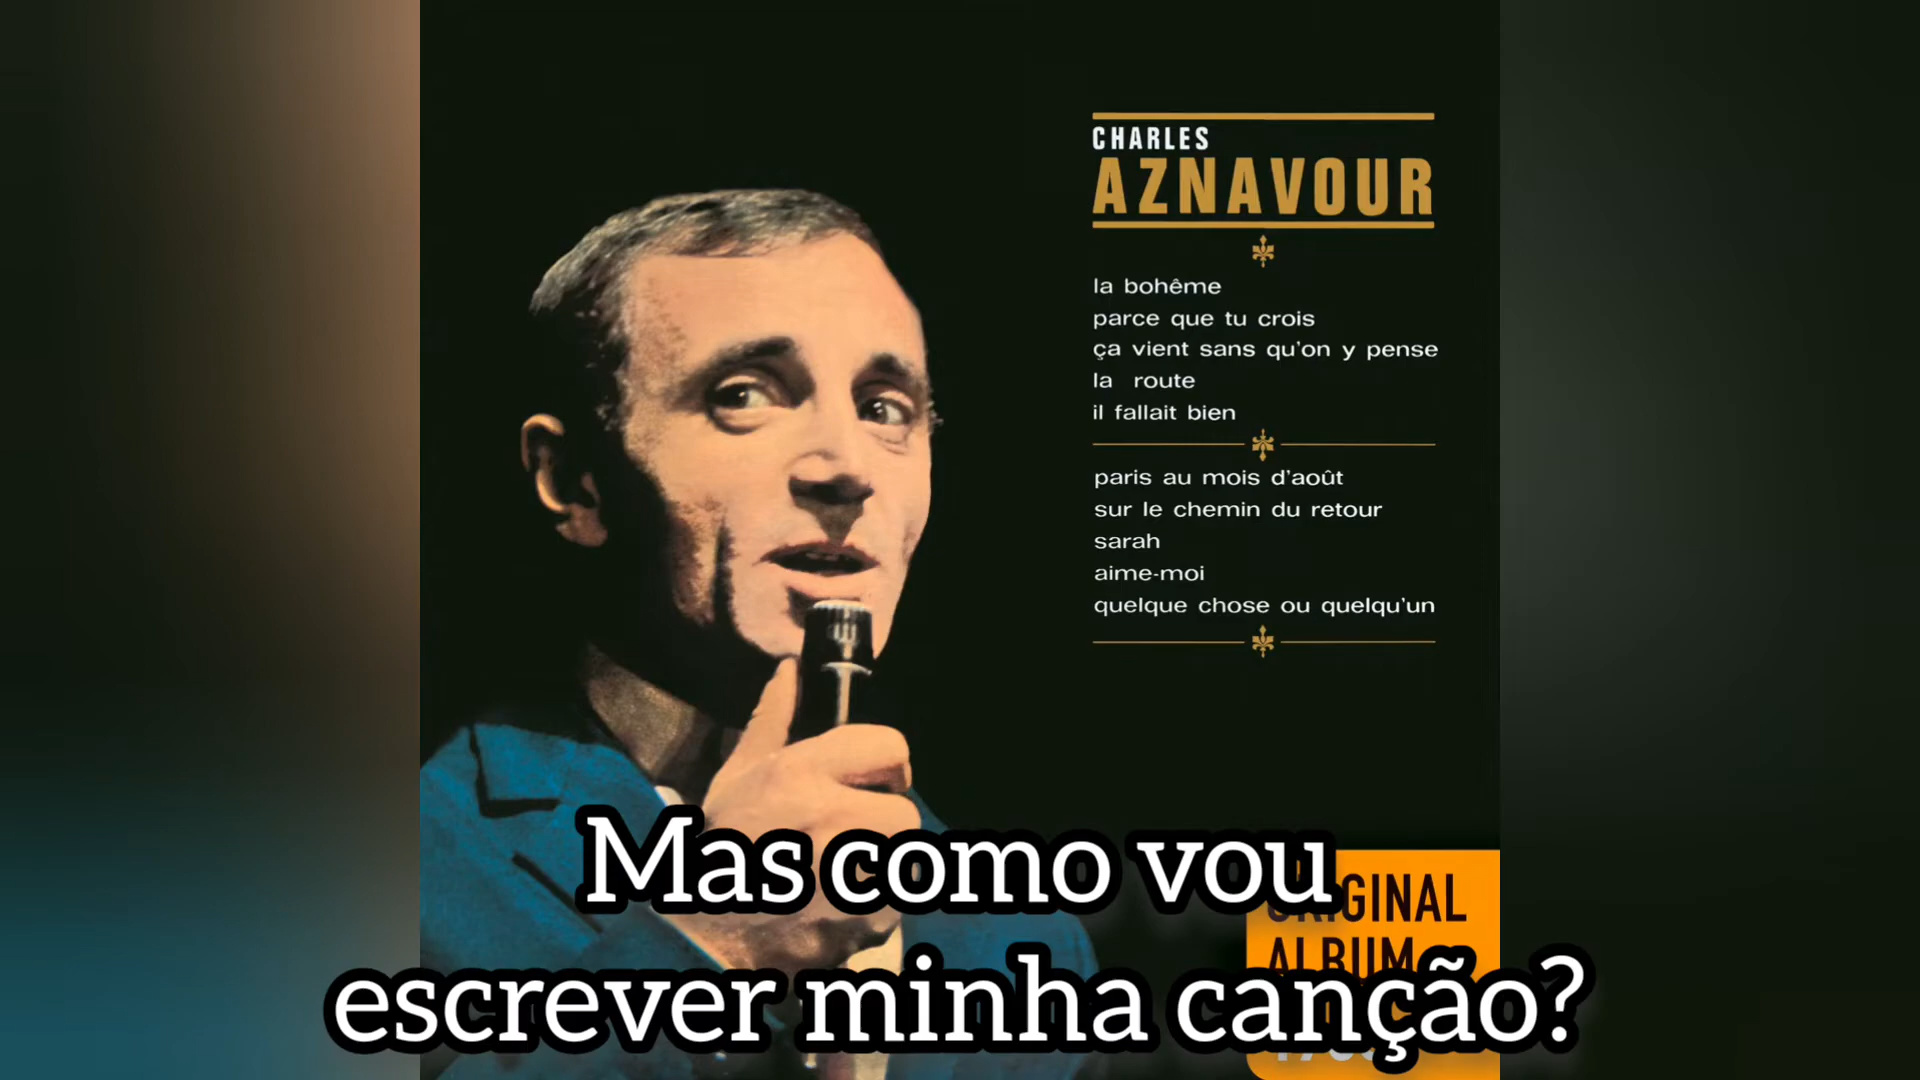 CHARLES
AZNAVOUR
la bohême
parce que tu crois
ça vient sans qu'on y pense
la route
il fallait bien
paris au mois d'août
sur le chemin du retour
sarah
aime-moi
quelque chose ou quelqu'un
ORIGINAL
ALBUM
Mas como vou
escrever minha canção?